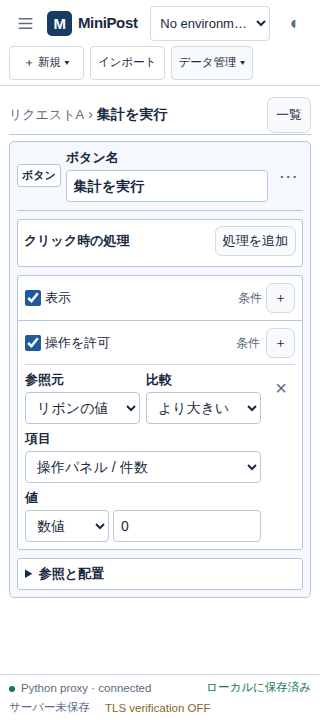 M MiniPost No environm…
＋ 新規 ▾ インポート データ管理 ▾
リクエストA › 集計を実行 一覧
ボタン名
ボタン 集計を実行 ···
クリック時の処理 処理を追加
表示 条件 ＋
操作を許可 条件 ＋
参照元 比較
リボンの値 より大きい ×
項目
操作パネル / 件数
値
数値 0
▶ 参照と配置
Python proxy · connected ローカルに保存済み
サーバー未保存 TLS verification OFF